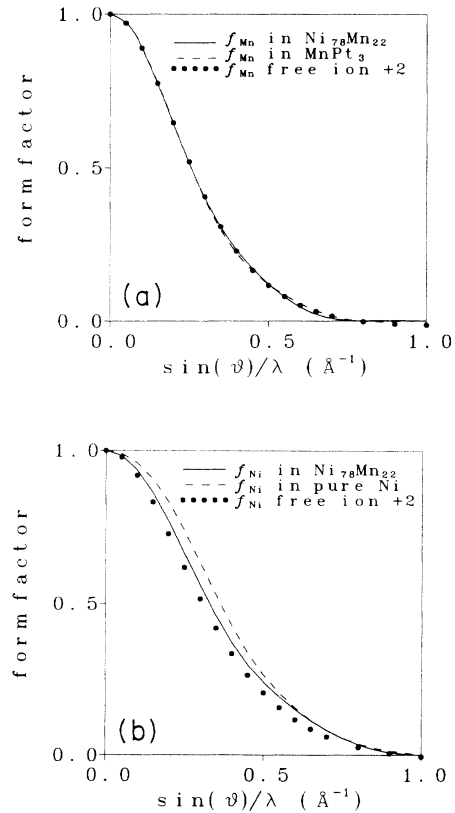 1.0
f_Mn in Ni₇₈Mn₂₂
f_Mn in MnPt₃
f_Mn free ion +2
form factor
0.5
(a)
0.0
0.0 0.5 1.0
sin(ϑ)/λ (Å⁻¹)
1.0
f_Ni in Ni₇₈Mn₂₂
f_Ni in pure Ni
f_Ni free ion +2
form factor
0.5
(b)
0.0
0.0 0.5 1.0
sin(ϑ)/λ (Å⁻¹)